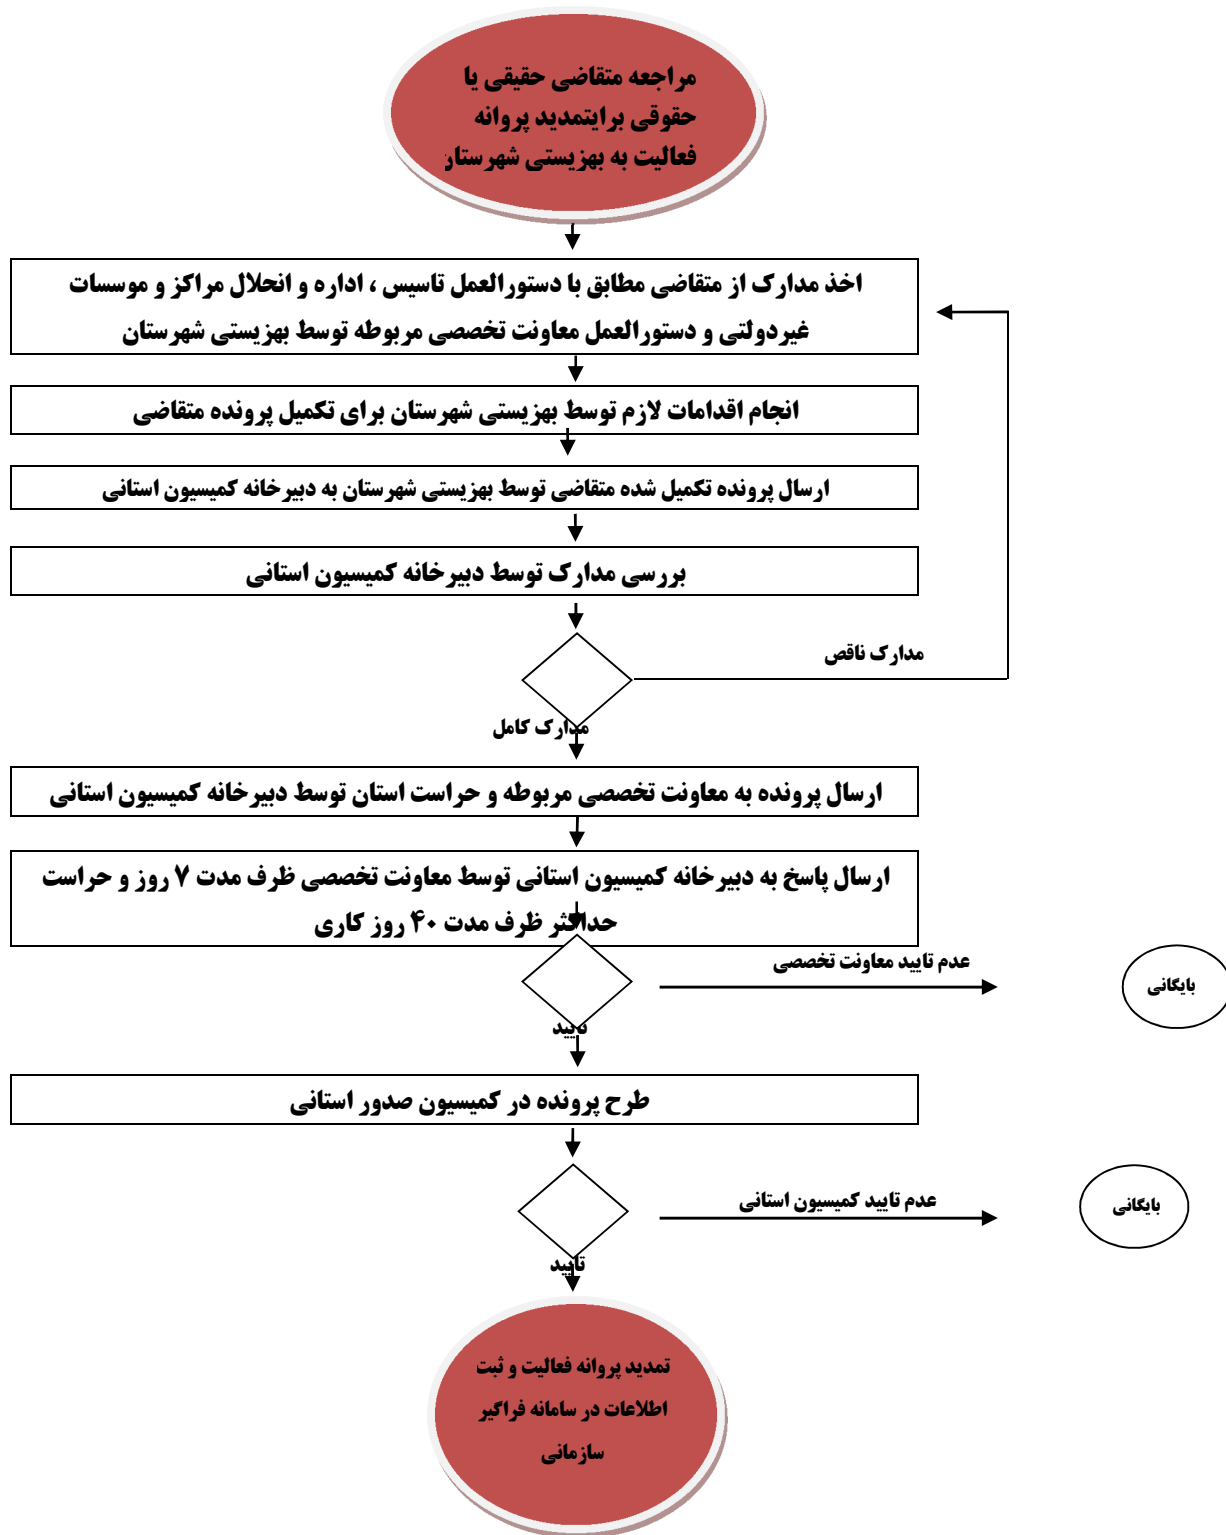 مراجعه متقاضی حقیقی یا
حقوقی برایتمدید پروانه
فعالیت به بهزیستی شهرستان
اخذ مدارک از متقاضی مطابق با دستورالعمل تاسیس ، اداره و انحلال مراکز و موسسات
غیردولتی و دستورالعمل معاونت تخصصی مربوطه توسط بهزیستی شهرستان
انجام اقدامات لازم توسط بهزیستی شهرستان برای تکمیل پرونده متقاضی
ارسال پرونده تکمیل شده متقاضی توسط بهزیستی شهرستان به دبیرخانه کمیسیون استانی
بررسی مدارک توسط دبیرخانه کمیسیون استانی
مدارک ناقص
مدارک کامل
ارسال پرونده به معاونت تخصصی مربوطه و حراست استان توسط دبیرخانه کمیسیون استانی
ارسال پاسخ به دبیرخانه کمیسیون استانی توسط معاونت تخصصی ظرف مدت ۷ روز و حراست
حداکثر ظرف مدت ۴۰ روز کاری
عدم تایید معاونت تخصصی
بایگانی
تایید
طرح پرونده در کمیسیون صدور استانی
عدم تایید کمیسیون استانی
بایگانی
تایید
تمدید پروانه فعالیت و ثبت
اطلاعات در سامانه فراگیر
سازمانی